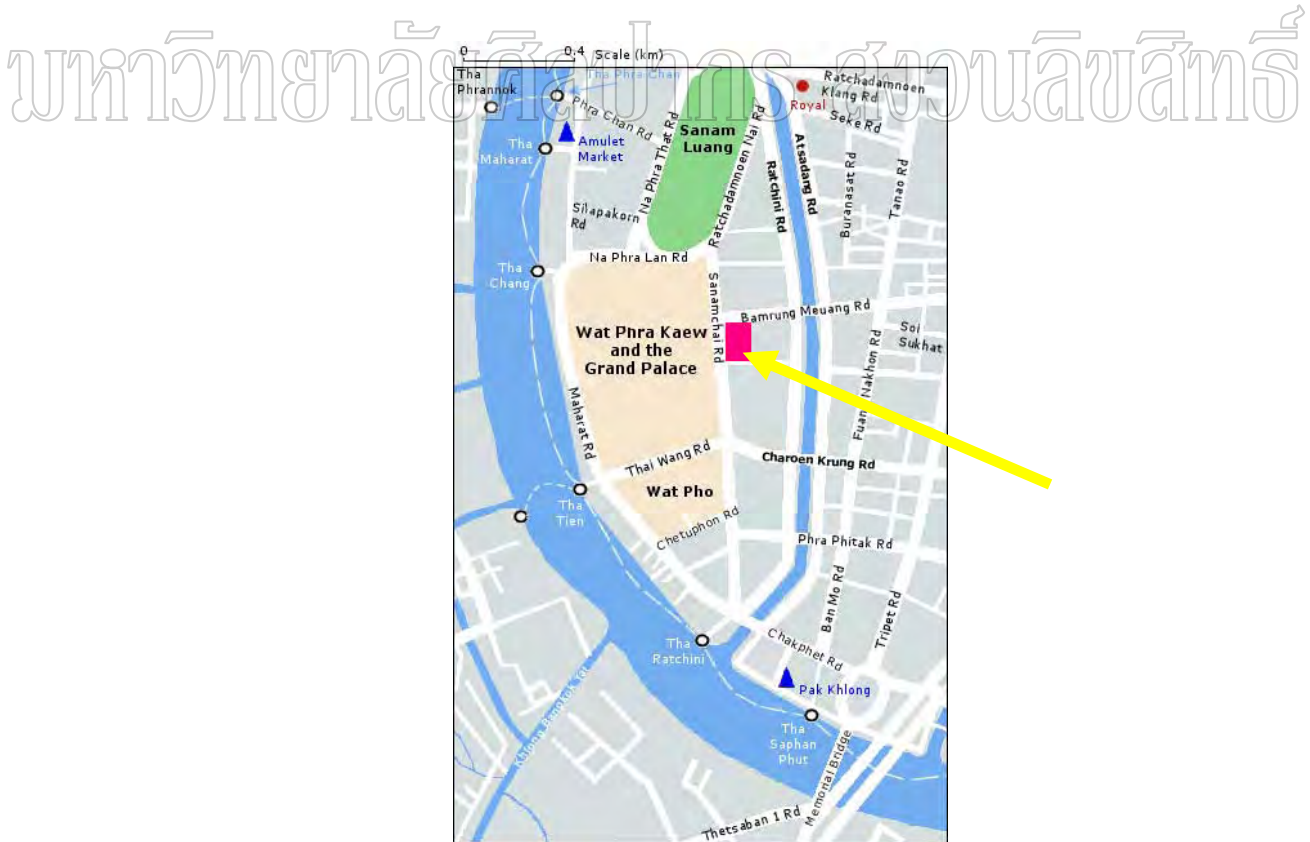 มหาวิทยาลัยศิลปากร สงวนลิขสิทธิ์
0 0.4 Scale (km)
Tha
Phrannok
Tha Phra Chan
Phra Chan Rd
Amulet
Market
Tha
Maharat
Na Phra That Rd
Sanam
Luang
Ratchadamnoen Nai Rd
Royal
Ratchadamnoen
Klang Rd
Seke Rd
Atsadang Rd
Ratchini Rd
Buranasat Rd
Tanao Rd
Silapakorn
Rd
Na Phra Lan Rd
Tha
Chang
Sanamchai Rd
Bamrung Meuang Rd
Soi
Sukhat
Wat Phra Kaew
and the
Grand Palace
Maharat Rd
Fuang Nakhon Rd
Thai Wang Rd
Charoen Krung Rd
Wat Pho
Tha
Tien
Chetuphon Rd
Phra Phitak Rd
Ban Mo Rd
Tripet Rd
Tha
Ratchini
Chakphet Rd
Pak Khlong
Khlong Bangkok Yai
Tha
Saphan
Phut
Memorial Bridge
Thetsaban 1 Rd